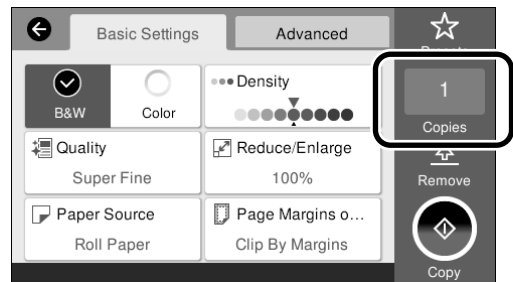 Basic Settings
Advanced
B&W
Color
Density
Quality
Super Fine
Reduce/Enlarge
100%
Paper Source
Roll Paper
Page Margins o...
Clip By Margins
1
Copies
Remove
Copy